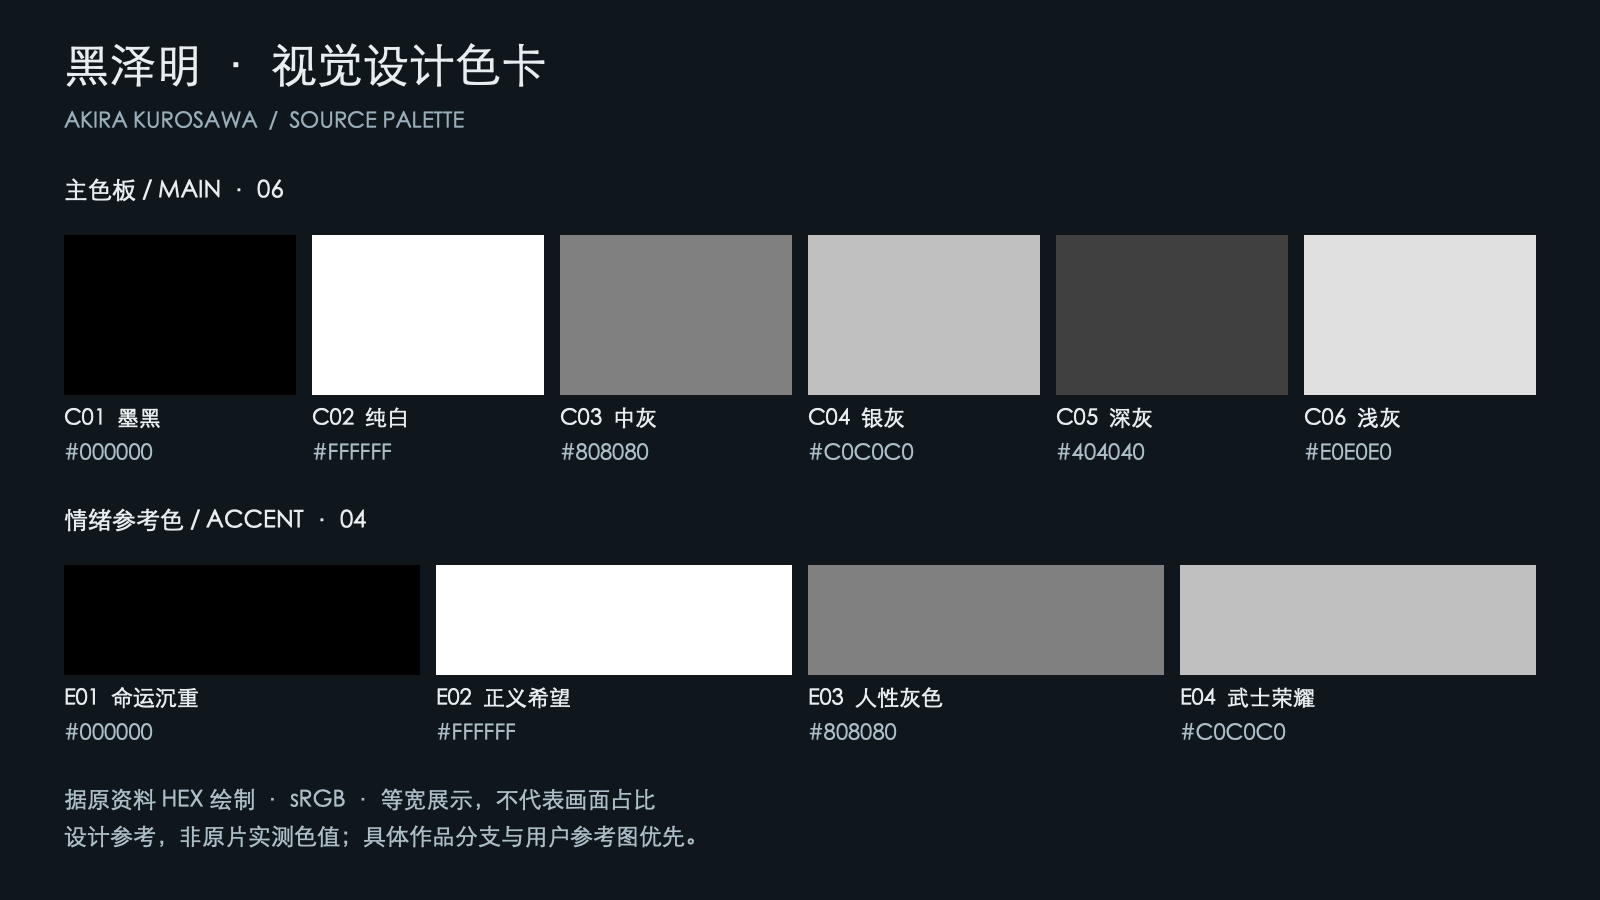 黑泽明 · 视觉设计色卡
AKIRA KUROSAWA / SOURCE PALETTE
主色板 / MAIN · 06
C01 墨黑
#000000
C02 纯白
#FFFFFF
C03 中灰
#808080
C04 银灰
#C0C0C0
C05 深灰
#404040
C06 浅灰
#E0E0E0
情绪参考色 / ACCENT · 04
E01 命运沉重
#000000
E02 正义希望
#FFFFFF
E03 人性灰色
#808080
E04 武士荣耀
#C0C0C0
据原资料 HEX 绘制 · sRGB · 等宽展示，不代表画面占比
设计参考，非原片实测色值；具体作品分支与用户参考图优先。